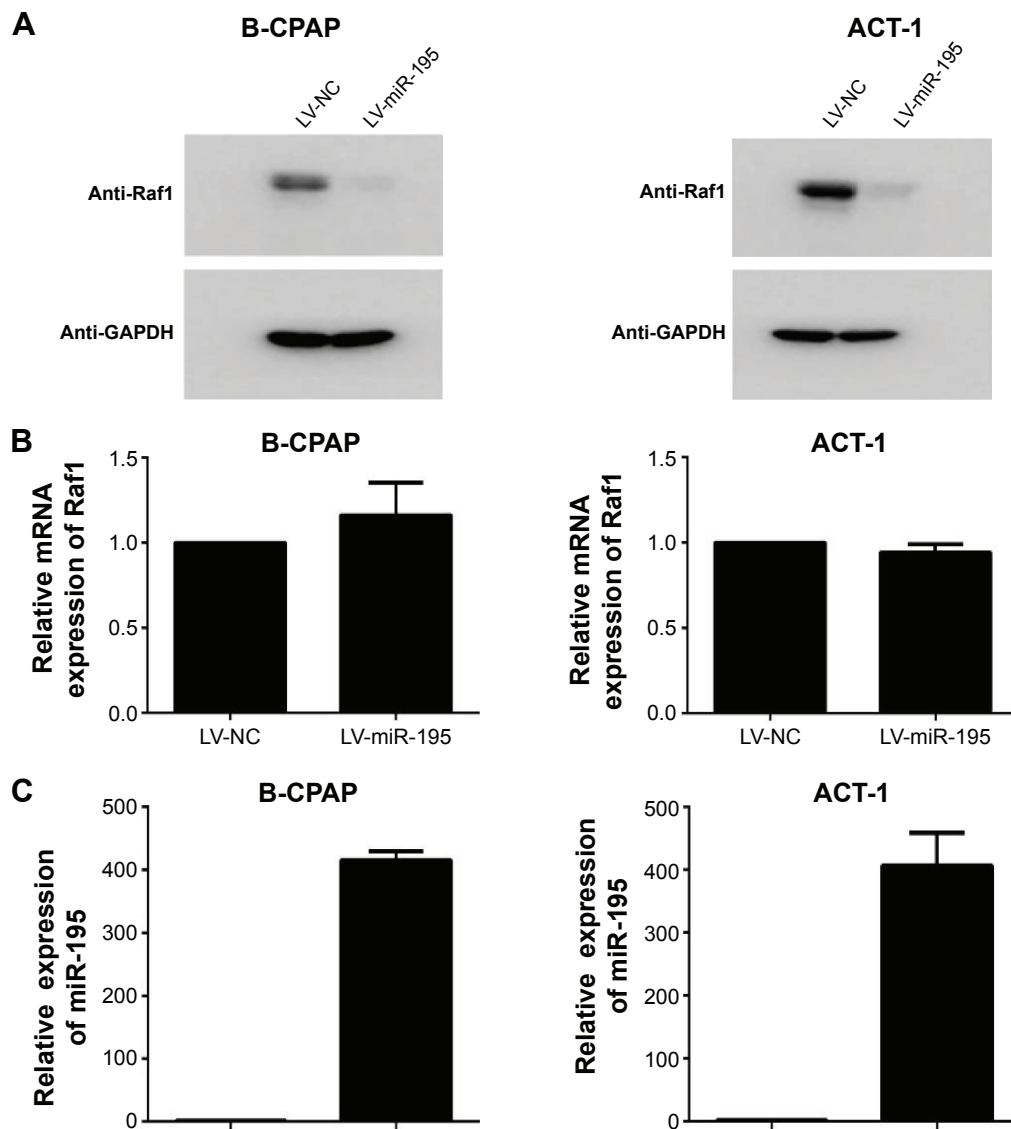 A
B-CPAP
ACT-1
LV-NC
LV-miR-195
LV-NC
LV-miR-195
Anti-Raf1
Anti-GAPDH
Anti-Raf1
Anti-GAPDH
B
B-CPAP
Relative mRNA
expression of Raf1
1.5
1.0
0.5
0.0
LV-NC
LV-miR-195
ACT-1
Relative mRNA
expression of Raf1
1.5
1.0
0.5
0.0
LV-NC
LV-miR-195
C
B-CPAP
Relative expression
of miR-195
500
400
300
200
100
0
ACT-1
Relative expression
of miR-195
500
400
300
200
100
0